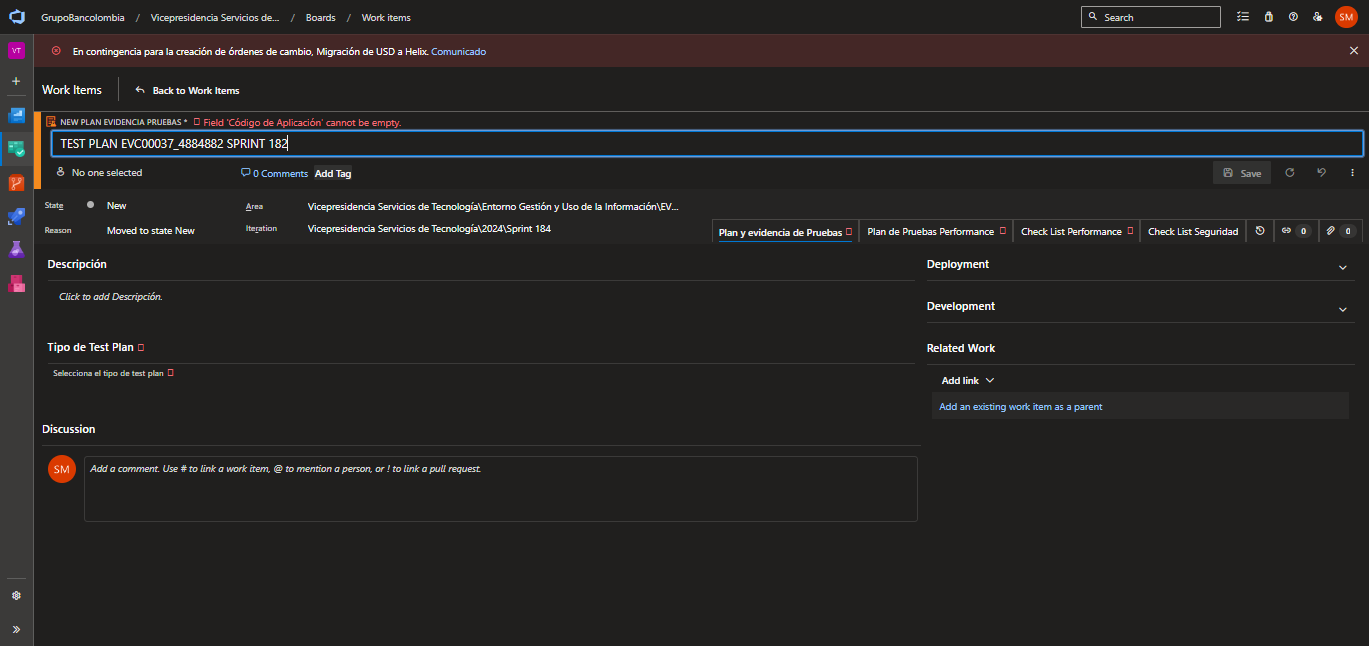 GrupoBancolombia / Vicepresidencia Servicios de... / Boards / Work items
Search
SM
VT
En contingencia para la creación de órdenes de cambio, Migración de USD a Helix. Comunicado
Work Items
Back to Work Items
NEW PLAN EVIDENCIA PRUEBAS * Field 'Código de Aplicación' cannot be empty.
TEST PLAN EVC00037_4884882 SPRINT 182
No one selected
0 Comments
Add Tag
Save
State
New
Area
Vicepresidencia Servicios de Tecnología\Entorno Gestión y Uso de la Información\EV...
Reason
Moved to state New
Iteration
Vicepresidencia Servicios de Tecnología\2024\Sprint 184
Plan y evidencia de Pruebas
Plan de Pruebas Performance
Check List Performance
Check List Seguridad
0
0
Descripción
Click to add Descripción.
Tipo de Test Plan
Selecciona el tipo de test plan
Discussion
SM
Add a comment. Use # to link a work item, @ to mention a person, or ! to link a pull request.
Deployment
Development
Related Work
Add link
Add an existing work item as a parent